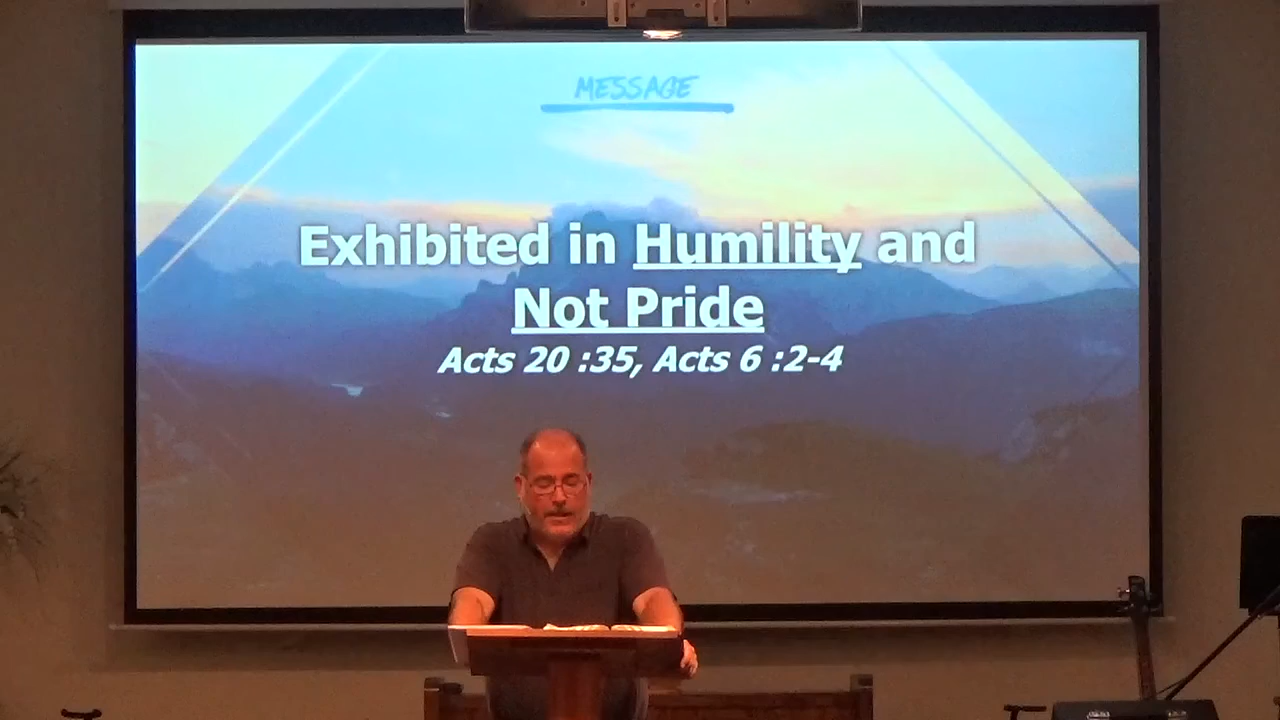 MESSAGE
Exhibited in Humility and
Not Pride
Acts 20 :35, Acts 6 :2-4